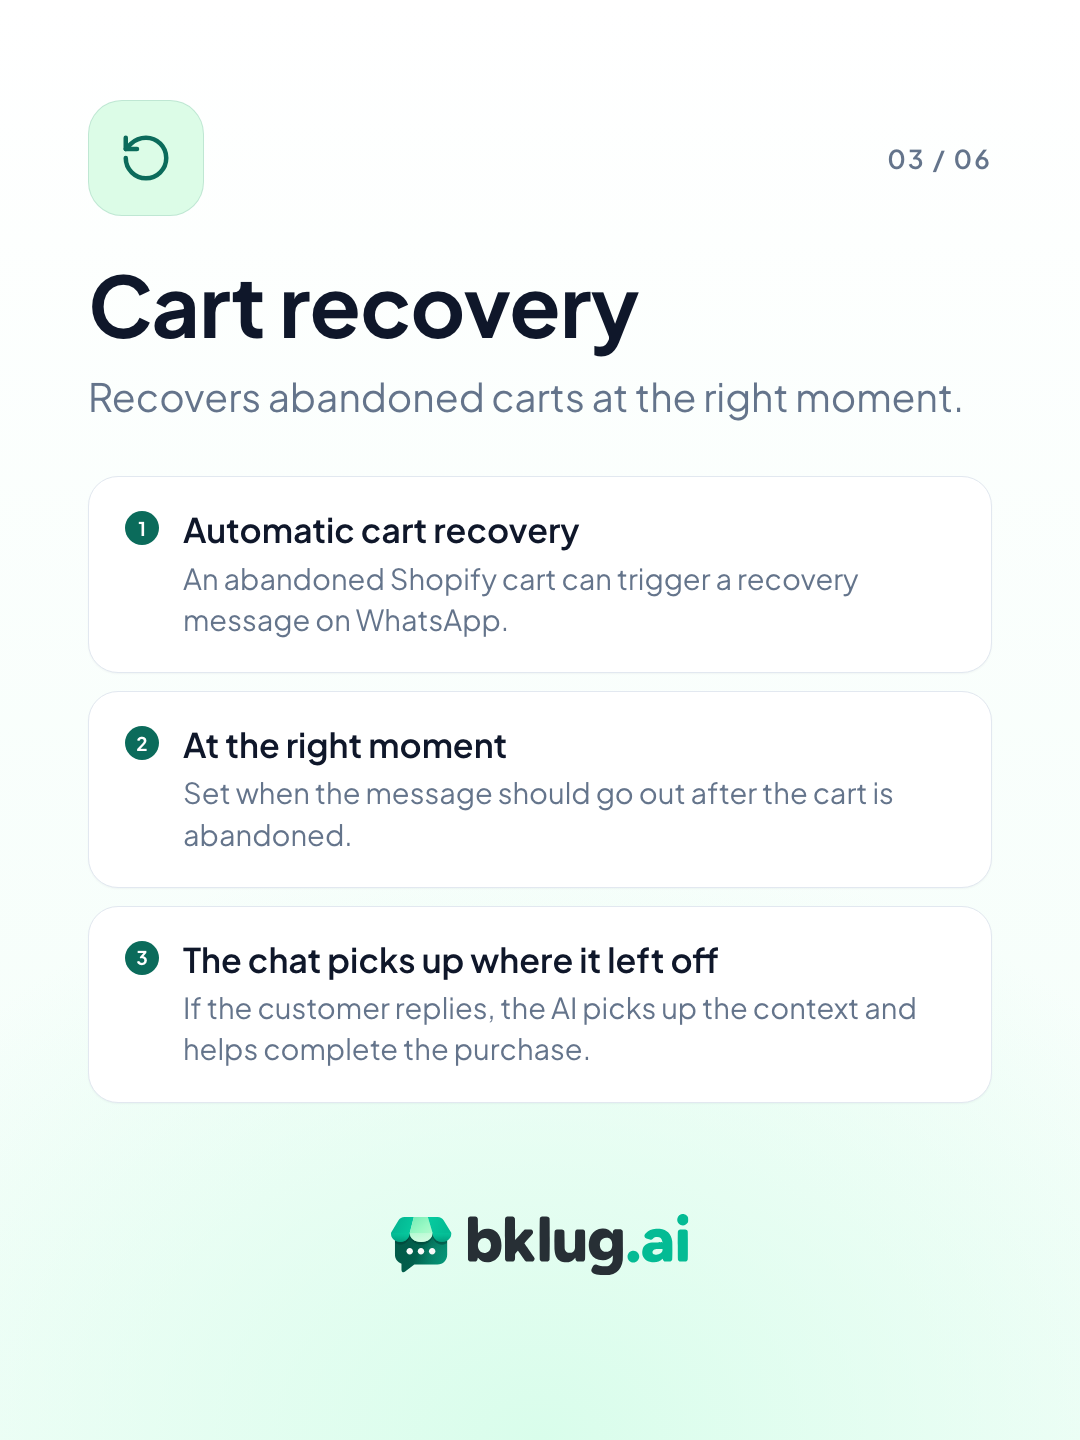 03 / 06
Cart recovery
Recovers abandoned carts at the right moment.
1
Automatic cart recovery
An abandoned Shopify cart can trigger a recovery
message on WhatsApp.
2
At the right moment
Set when the message should go out after the cart is
abandoned.
3
The chat picks up where it left off
If the customer replies, the AI picks up the context and
helps complete the purchase.
bklug.ai